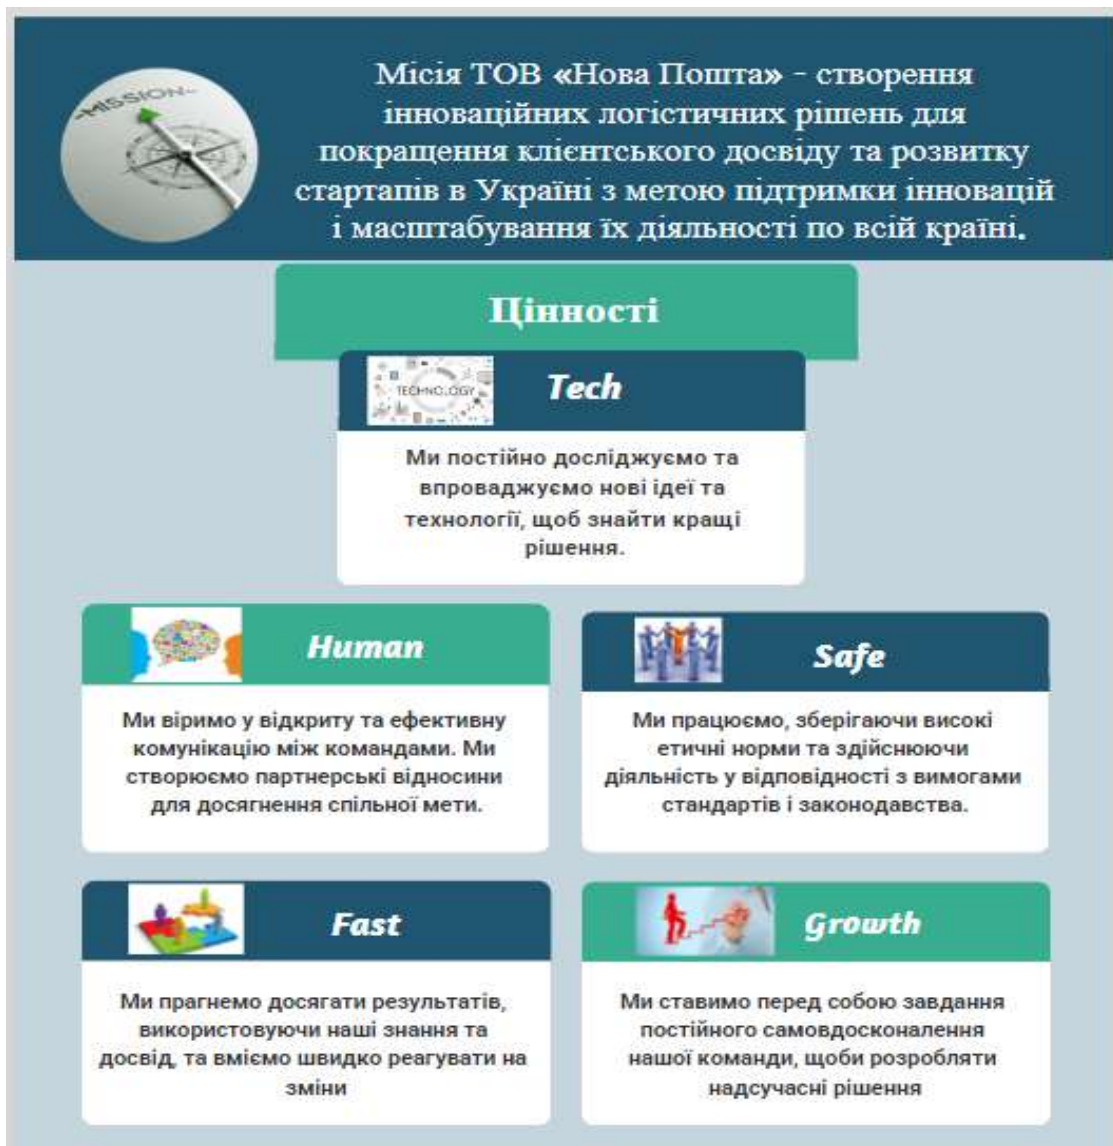 -MISSION-
Місія ТОВ «Нова Пошта» - створення
інноваційних логістичних рішень для
покращення клієнтського досвіду та розвитку
стартапів в Україні з метою підтримки інновацій
і масштабування їх діяльності по всій країні.
Цінності
TECHNOLOGY
Tech
Ми постійно досліджуємо та
впроваджуємо нові ідеї та
технології, щоб знайти кращі
рішення.
Human
Ми віримо у відкриту та ефективну
комунікацію між командами. Ми
створюємо партнерські відносини
для досягнення спільної мети.
Safe
Ми працюємо, зберігаючи високі
етичні норми та здійснюючи
діяльність у відповідності з вимогами
стандартів і законодавства.
Fast
Ми прагнемо досягати результатів,
використовуючи наші знання та
досвід, та вміємо швидко реагувати на
зміни
Growth
Ми ставимо перед собою завдання
постійного самовдосконалення
нашої команди, щоби розробляти
надсучасні рішення